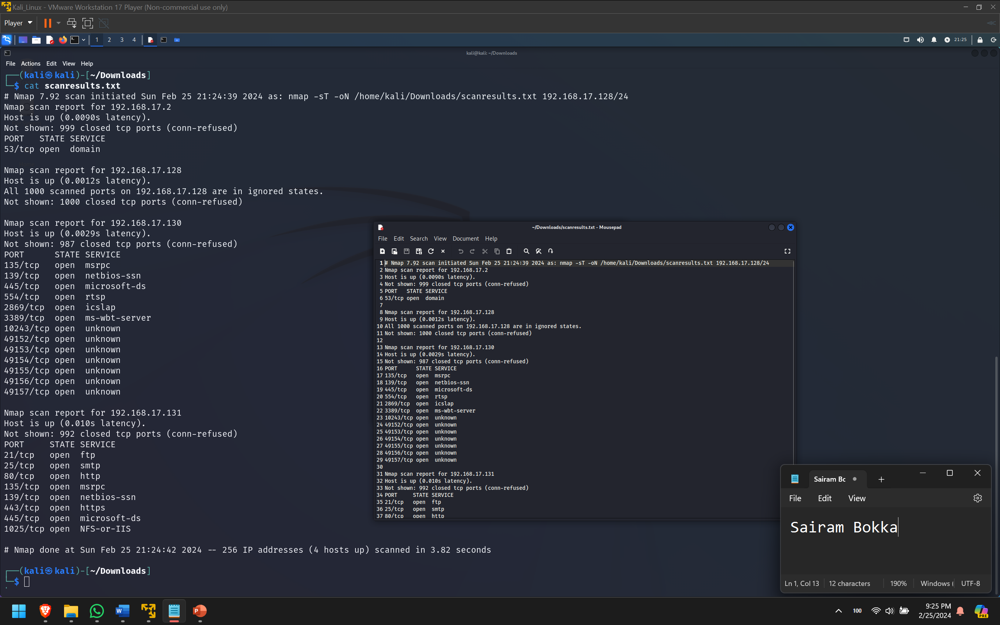 Kali_Linux - VMware Workstation 17 Player (Non-commercial use only)
Player
1 2 3 4
21:25
kali@kali: ~/Downloads
File Actions Edit View Help
┌──(kali㉿kali)-[~/Downloads]
└─$ cat scanresults.txt
# Nmap 7.92 scan initiated Sun Feb 25 21:24:39 2024 as: nmap -sT -oN /home/kali/Downloads/scanresults.txt 192.168.17.128/24
Nmap scan report for 192.168.17.2
Host is up (0.0090s latency).
Not shown: 999 closed tcp ports (conn-refused)
PORT   STATE SERVICE
53/tcp open  domain

Nmap scan report for 192.168.17.128
Host is up (0.0012s latency).
All 1000 scanned ports on 192.168.17.128 are in ignored states.
Not shown: 1000 closed tcp ports (conn-refused)

Nmap scan report for 192.168.17.130
Host is up (0.0029s latency).
Not shown: 987 closed tcp ports (conn-refused)
PORT      STATE SERVICE
135/tcp   open  msrpc
139/tcp   open  netbios-ssn
445/tcp   open  microsoft-ds
554/tcp   open  rtsp
2869/tcp  open  icslap
3389/tcp  open  ms-wbt-server
10243/tcp open  unknown
49152/tcp open  unknown
49153/tcp open  unknown
49154/tcp open  unknown
49155/tcp open  unknown
49156/tcp open  unknown
49157/tcp open  unknown

Nmap scan report for 192.168.17.131
Host is up (0.010s latency).
Not shown: 992 closed tcp ports (conn-refused)
PORT     STATE SERVICE
21/tcp   open  ftp
25/tcp   open  smtp
80/tcp   open  http
135/tcp  open  msrpc
139/tcp  open  netbios-ssn
443/tcp  open  https
445/tcp  open  microsoft-ds
1025/tcp open  NFS-or-IIS

# Nmap done at Sun Feb 25 21:24:42 2024 -- 256 IP addresses (4 hosts up) scanned in 3.82 seconds

┌──(kali㉿kali)-[~/Downloads]
└─$
~/Downloads/scanresults.txt - Mousepad
File Edit Search View Document Help
1 # Nmap 7.92 scan initiated Sun Feb 25 21:24:39 2024 as: nmap -sT -oN /home/kali/Downloads/scanresults.txt 192.168.17.128/24
2 Nmap scan report for 192.168.17.2
3 Host is up (0.0090s latency).
4 Not shown: 999 closed tcp ports (conn-refused)
5 PORT   STATE SERVICE
6 53/tcp open  domain
7
8 Nmap scan report for 192.168.17.128
9 Host is up (0.0012s latency).
10 All 1000 scanned ports on 192.168.17.128 are in ignored states.
11 Not shown: 1000 closed tcp ports (conn-refused)
12
13 Nmap scan report for 192.168.17.130
14 Host is up (0.0029s latency).
15 Not shown: 987 closed tcp ports (conn-refused)
16 PORT      STATE SERVICE
17 135/tcp   open  msrpc
18 139/tcp   open  netbios-ssn
19 445/tcp   open  microsoft-ds
20 554/tcp   open  rtsp
21 2869/tcp  open  icslap
22 3389/tcp  open  ms-wbt-server
23 10243/tcp open  unknown
24 49152/tcp open  unknown
25 49153/tcp open  unknown
26 49154/tcp open  unknown
27 49155/tcp open  unknown
28 49156/tcp open  unknown
29 49157/tcp open  unknown
30
31 Nmap scan report for 192.168.17.131
32 Host is up (0.010s latency).
33 Not shown: 992 closed tcp ports (conn-refused)
34 PORT     STATE SERVICE
35 21/tcp   open  ftp
36 25/tcp   open  smtp
37 80/tcp   open  http
Sairam Bo
File Edit View
Sairam Bokka
Ln 1, Col 13 12 characters 190% Windows ( UTF-8
100
9:25 PM
2/25/2024
PRE